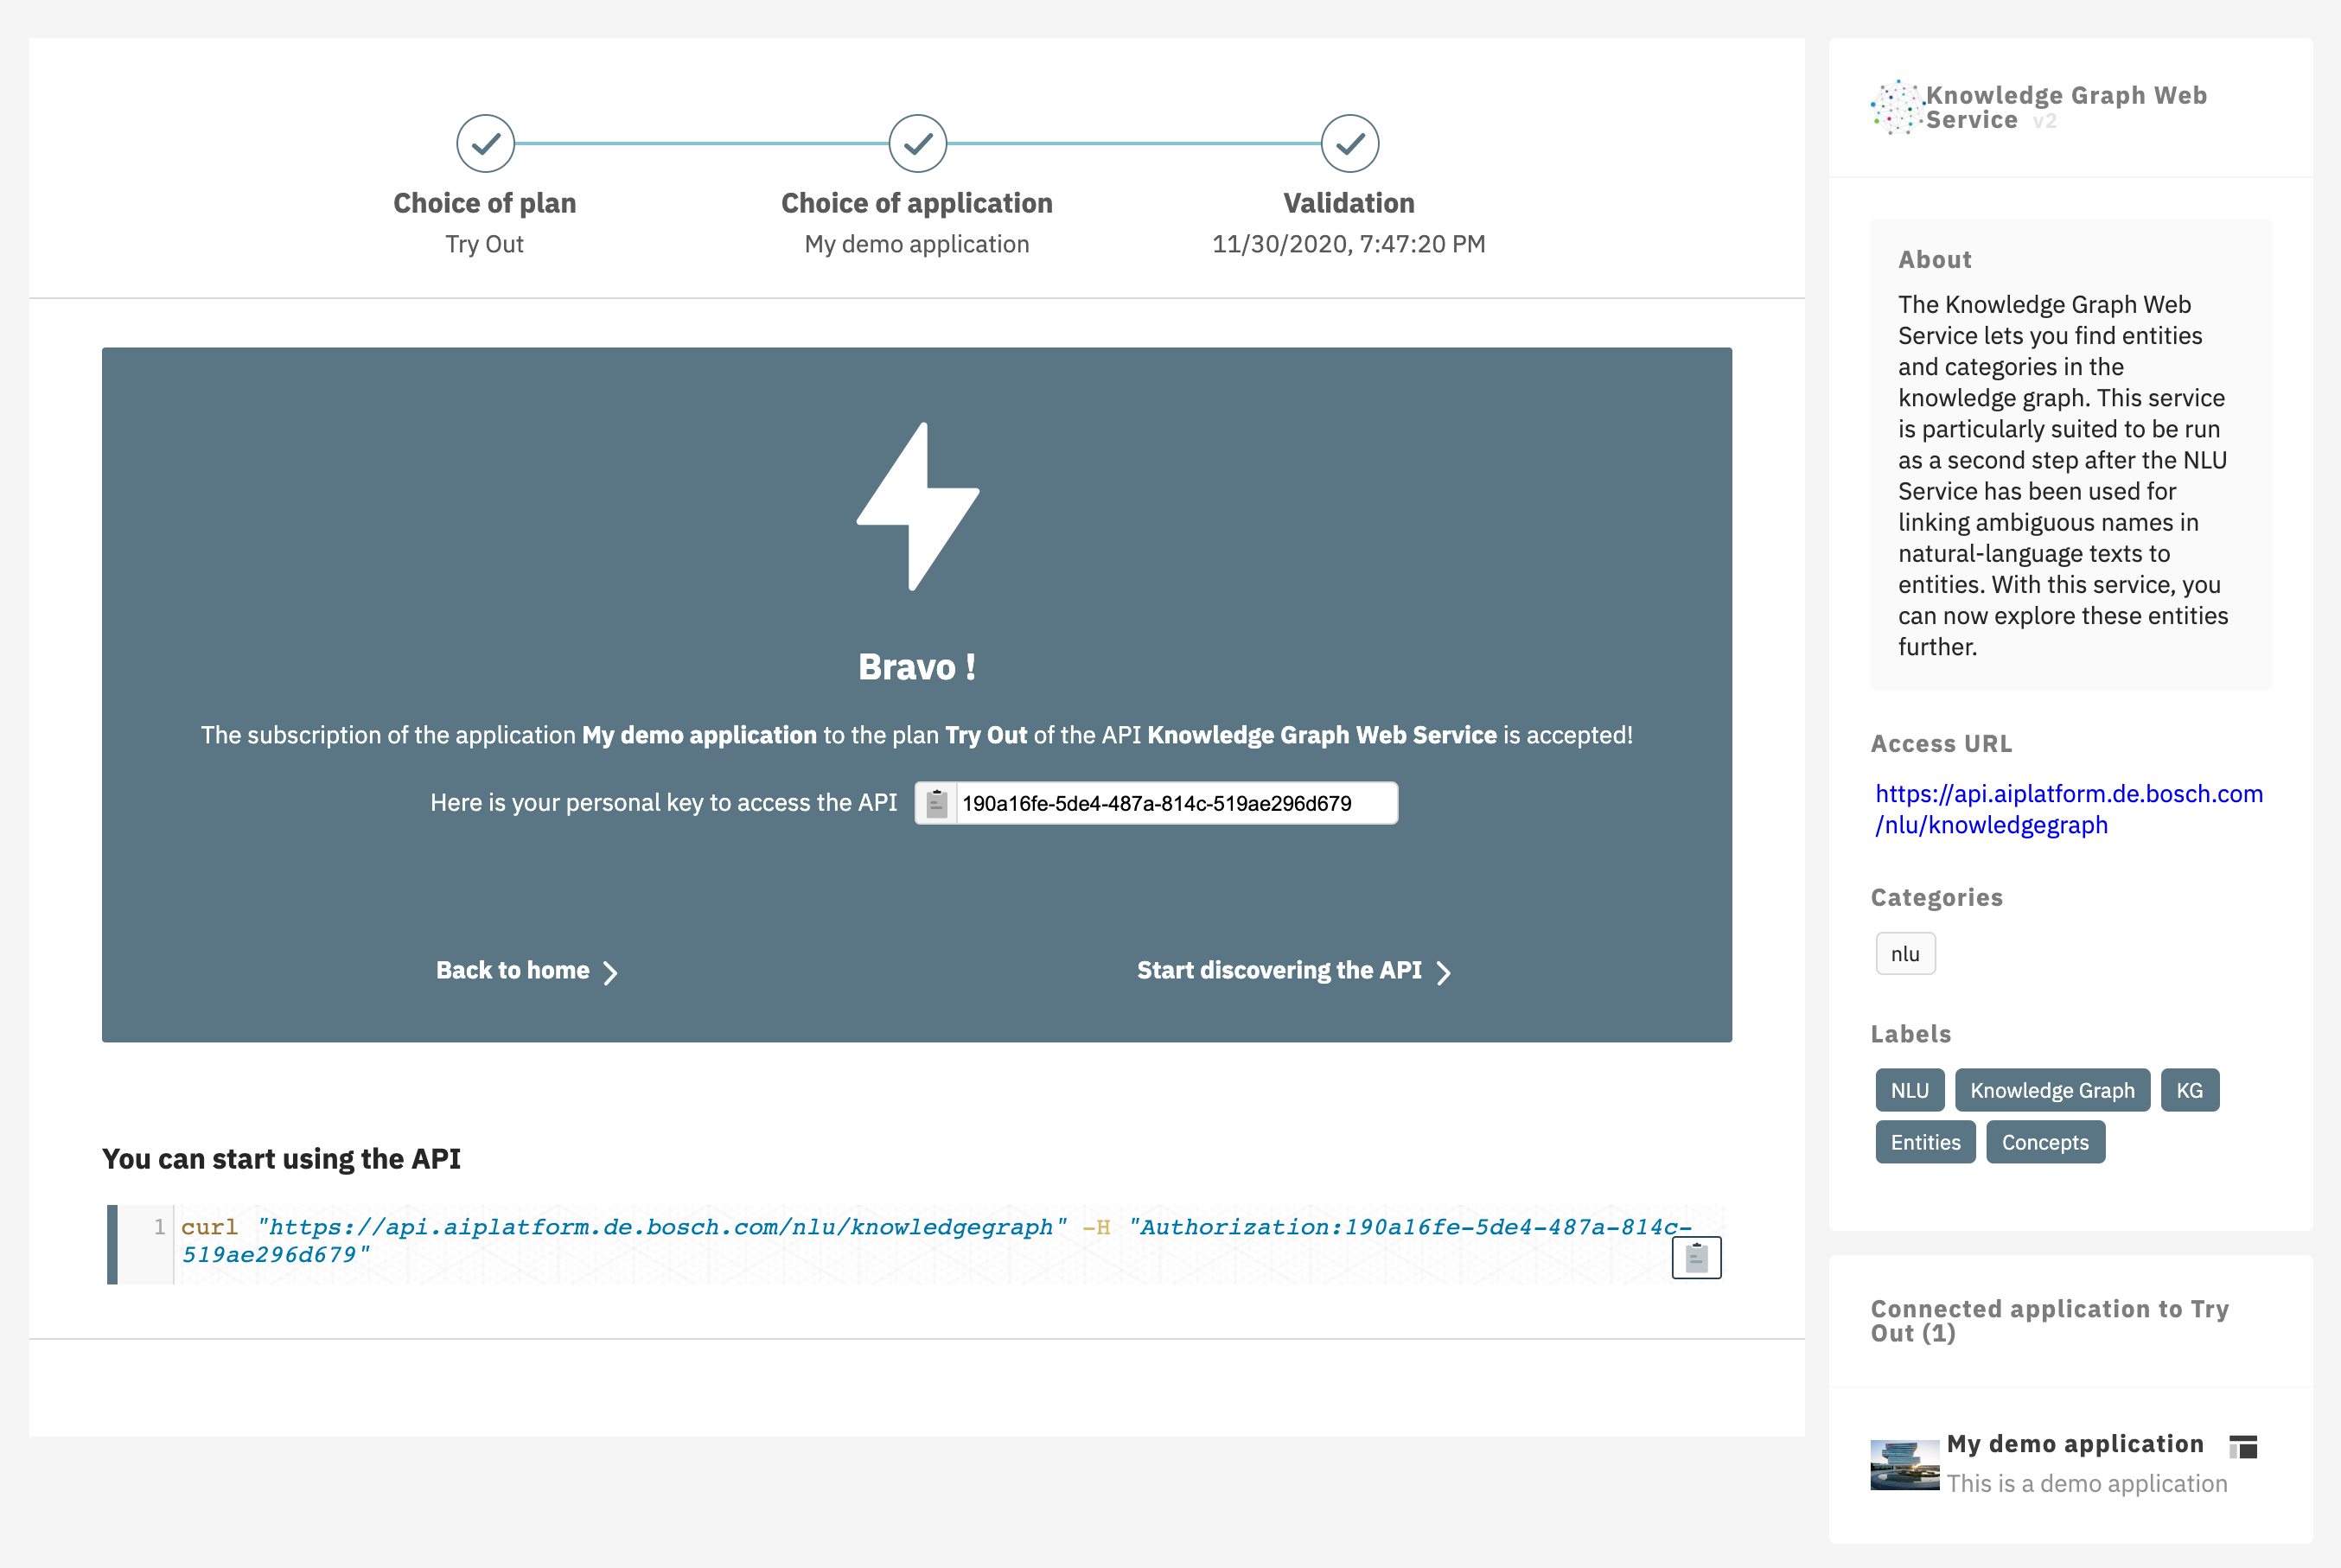 Choice of plan
Try Out
Choice of application
My demo application
Validation
11/30/2020, 7:47:20 PM
Bravo !
The subscription of the application My demo application to the plan Try Out of the API Knowledge Graph Web Service is accepted!
Here is your personal key to access the API 190a16fe-5de4-487a-814c-519ae296d679
Back to home
Start discovering the API
You can start using the API
1 curl "https://api.aiplatform.de.bosch.com/nlu/knowledgegraph" -H "Authorization:190a16fe-5de4-487a-814c-
519ae296d679"
Knowledge Graph Web
Service v2
About
The Knowledge Graph Web
Service lets you find entities
and categories in the
knowledge graph. This service
is particularly suited to be run
as a second step after the NLU
Service has been used for
linking ambiguous names in
natural-language texts to
entities. With this service, you
can now explore these entities
further.
Access URL
https://api.aiplatform.de.bosch.com
/nlu/knowledgegraph
Categories
nlu
Labels
NLU Knowledge Graph KG
Entities Concepts
Connected application to Try
Out (1)
My demo application
This is a demo application